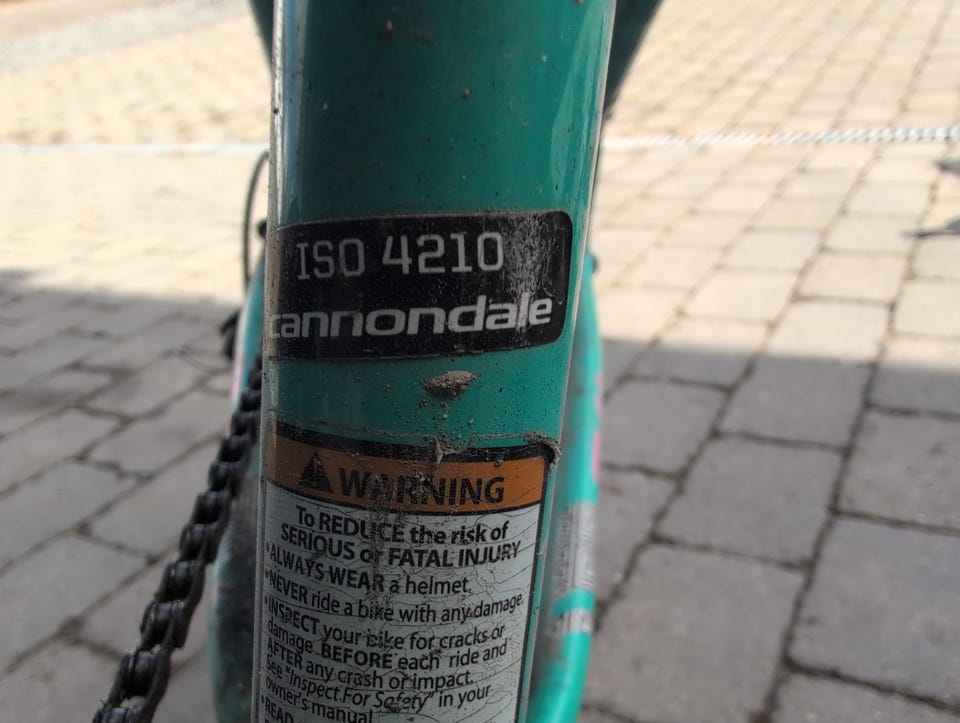 ISO 4210
cannondale
WARNING
To REDUCE the risk of
SERIOUS or FATAL INJURY
•ALWAYS WEAR a helmet.
•NEVER ride a bike with any damage.
•INSPECT your bike for cracks or
damage BEFORE each ride and
AFTER any crash or impact.
See "Inspect For Safety" in your
owner's manual
•READ